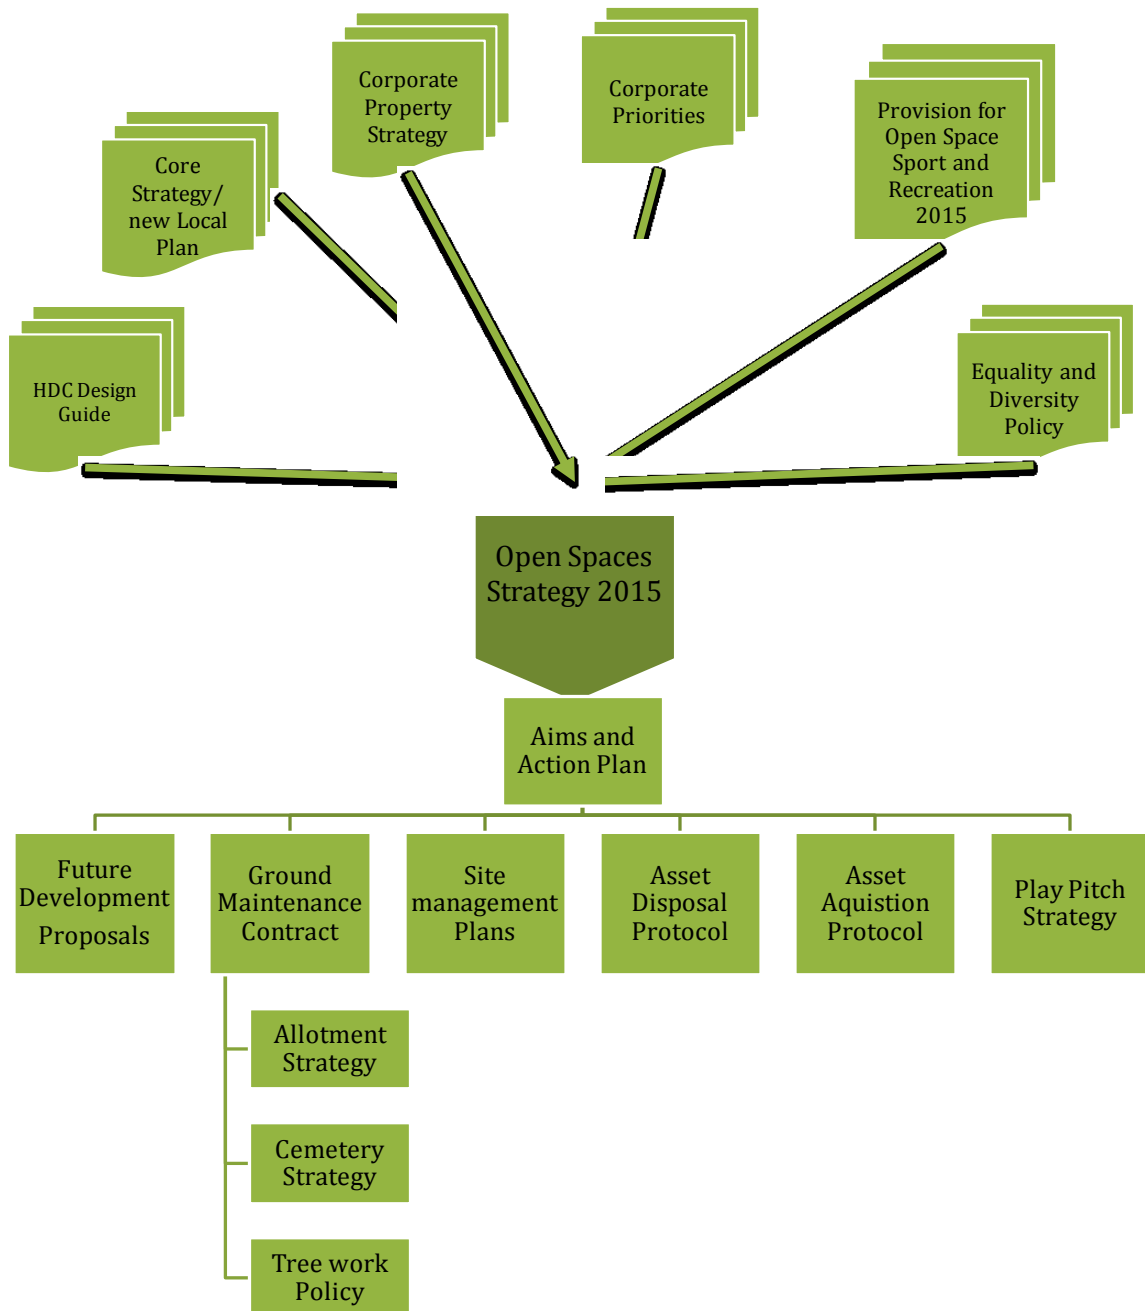 Corporate
Property
Strategy
Corporate
Priorities
Provision for
Open Space
Sport and
Recreation
2015
Core
Strategy/
new Local
Plan
HDC Design
Guide
Equality and
Diversity
Policy
Open Spaces
Strategy 2015
Aims and
Action Plan
Future
Development
Proposals
Ground
Maintenance
Contract
Site
management
Plans
Asset
Disposal
Protocol
Asset
Aquistion
Protocol
Play Pitch
Strategy
Allotment
Strategy
Cemetery
Strategy
Tree work
Policy